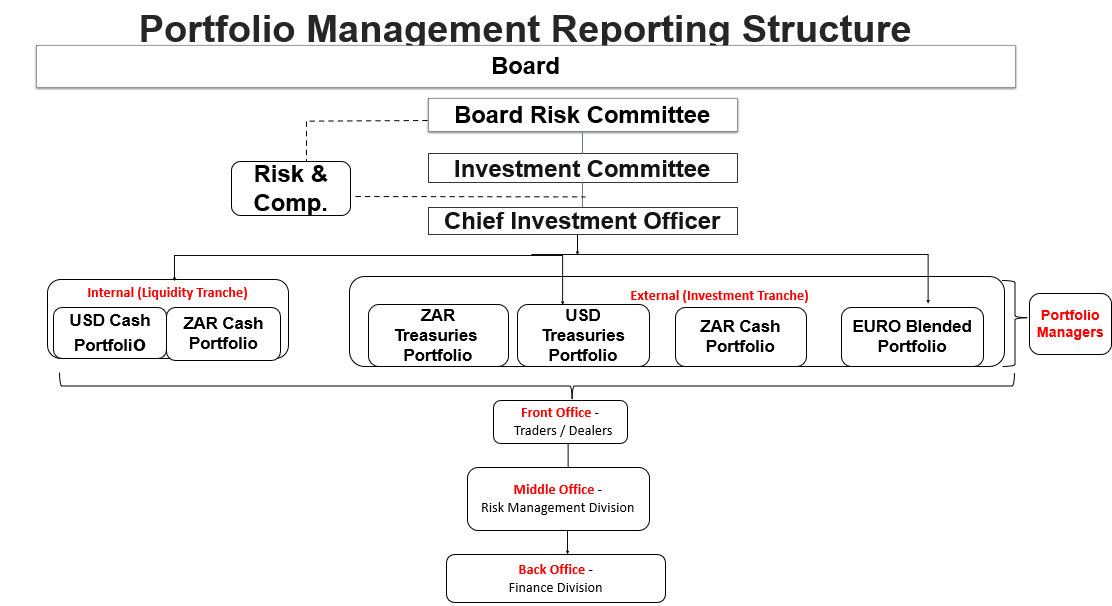 Portfolio Management Reporting Structure
Board
Board Risk Committee
Risk &
Comp.
Investment Committee
Chief Investment Officer
Internal (Liquidity Tranche)
USD Cash
PortfoliO
ZAR Cash
Portfolio
External (Investment Tranche)
ZAR
Treasuries
Portfolio
USD
Treasuries
Portfolio
ZAR Cash
Portfolio
EURO Blended
Portfolio
Portfolio
Managers
Front Office -
Traders / Dealers
Middle Office -
Risk Management Division
Back Office -
Finance Division